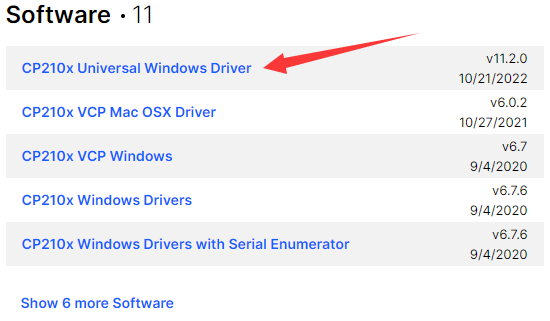 Software · 11
CP210x Universal Windows Driver
v11.2.0
10/21/2022
CP210x VCP Mac OSX Driver
v6.0.2
10/27/2021
CP210x VCP Windows
v6.7
9/4/2020
CP210x Windows Drivers
v6.7.6
9/4/2020
CP210x Windows Drivers with Serial Enumerator
v6.7.6
9/4/2020
Show 6 more Software